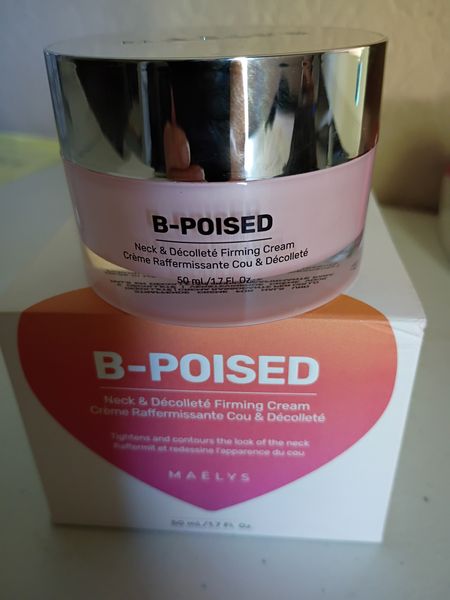 B-POISED
Neck & Décolleté Firming Cream
Crème Raffermissante Cou & Décolleté
50 mL/1.7 Fl. Oz.
B-POISED
Neck & Décolleté Firming Cream
Crème Raffermissante Cou & Décolleté
Tightens and contours the look of the neck
Raffermit et redessine l'apparence du cou
MAËLYS
50 mL/1.7 Fl. Oz.